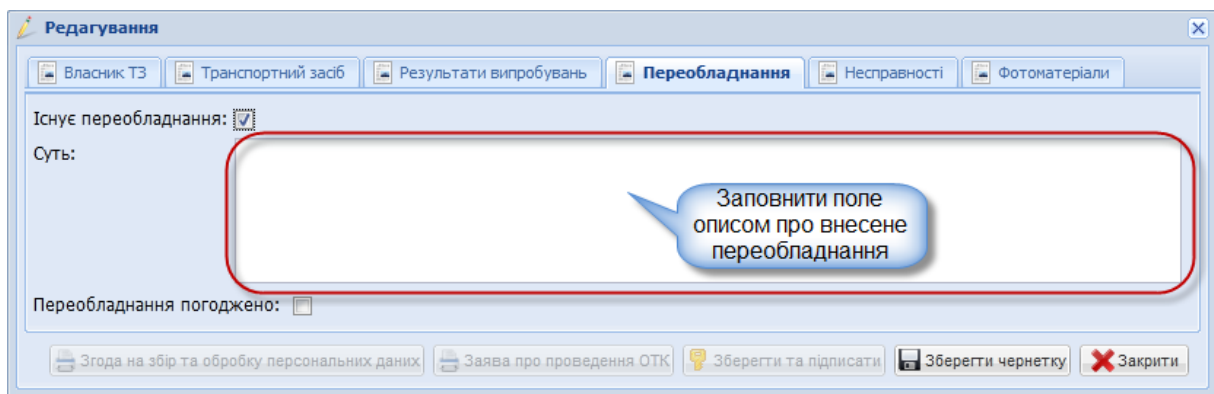 Редагування
Власник ТЗ Транспортний засіб Результати випробувань Переобладнання Несправності Фотоматеріали
Існує переобладнання:
Суть:
Заповнити поле
описом про внесене
переобладнання
Переобладнання погоджено:
Згода на збір та обробку персональних даних Заява про проведення ОТК Зберегти та підписати Зберегти чернетку Закрити